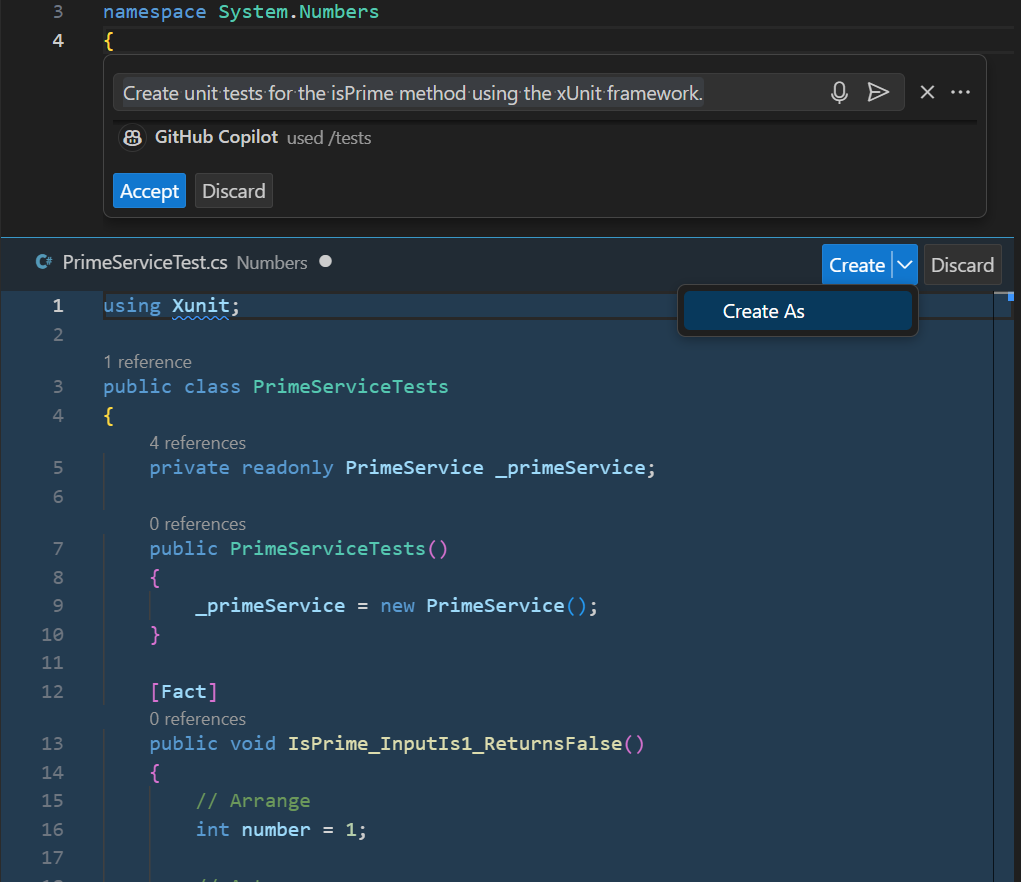 3 namespace System.Numbers
4 {
Create unit tests for the isPrime method using the xUnit framework.
GitHub Copilot used /tests
Accept Discard
C# PrimeServiceTest.cs Numbers
Create Discard
Create As
1 using Xunit;
2
1 reference
3 public class PrimeServiceTests
4 {
4 references
5 private readonly PrimeService _primeService;
6
0 references
7 public PrimeServiceTests()
8 {
9 _primeService = new PrimeService();
10 }
11
12 [Fact]
0 references
13 public void IsPrime_InputIs1_ReturnsFalse()
14 {
15 // Arrange
16 int number = 1;
17